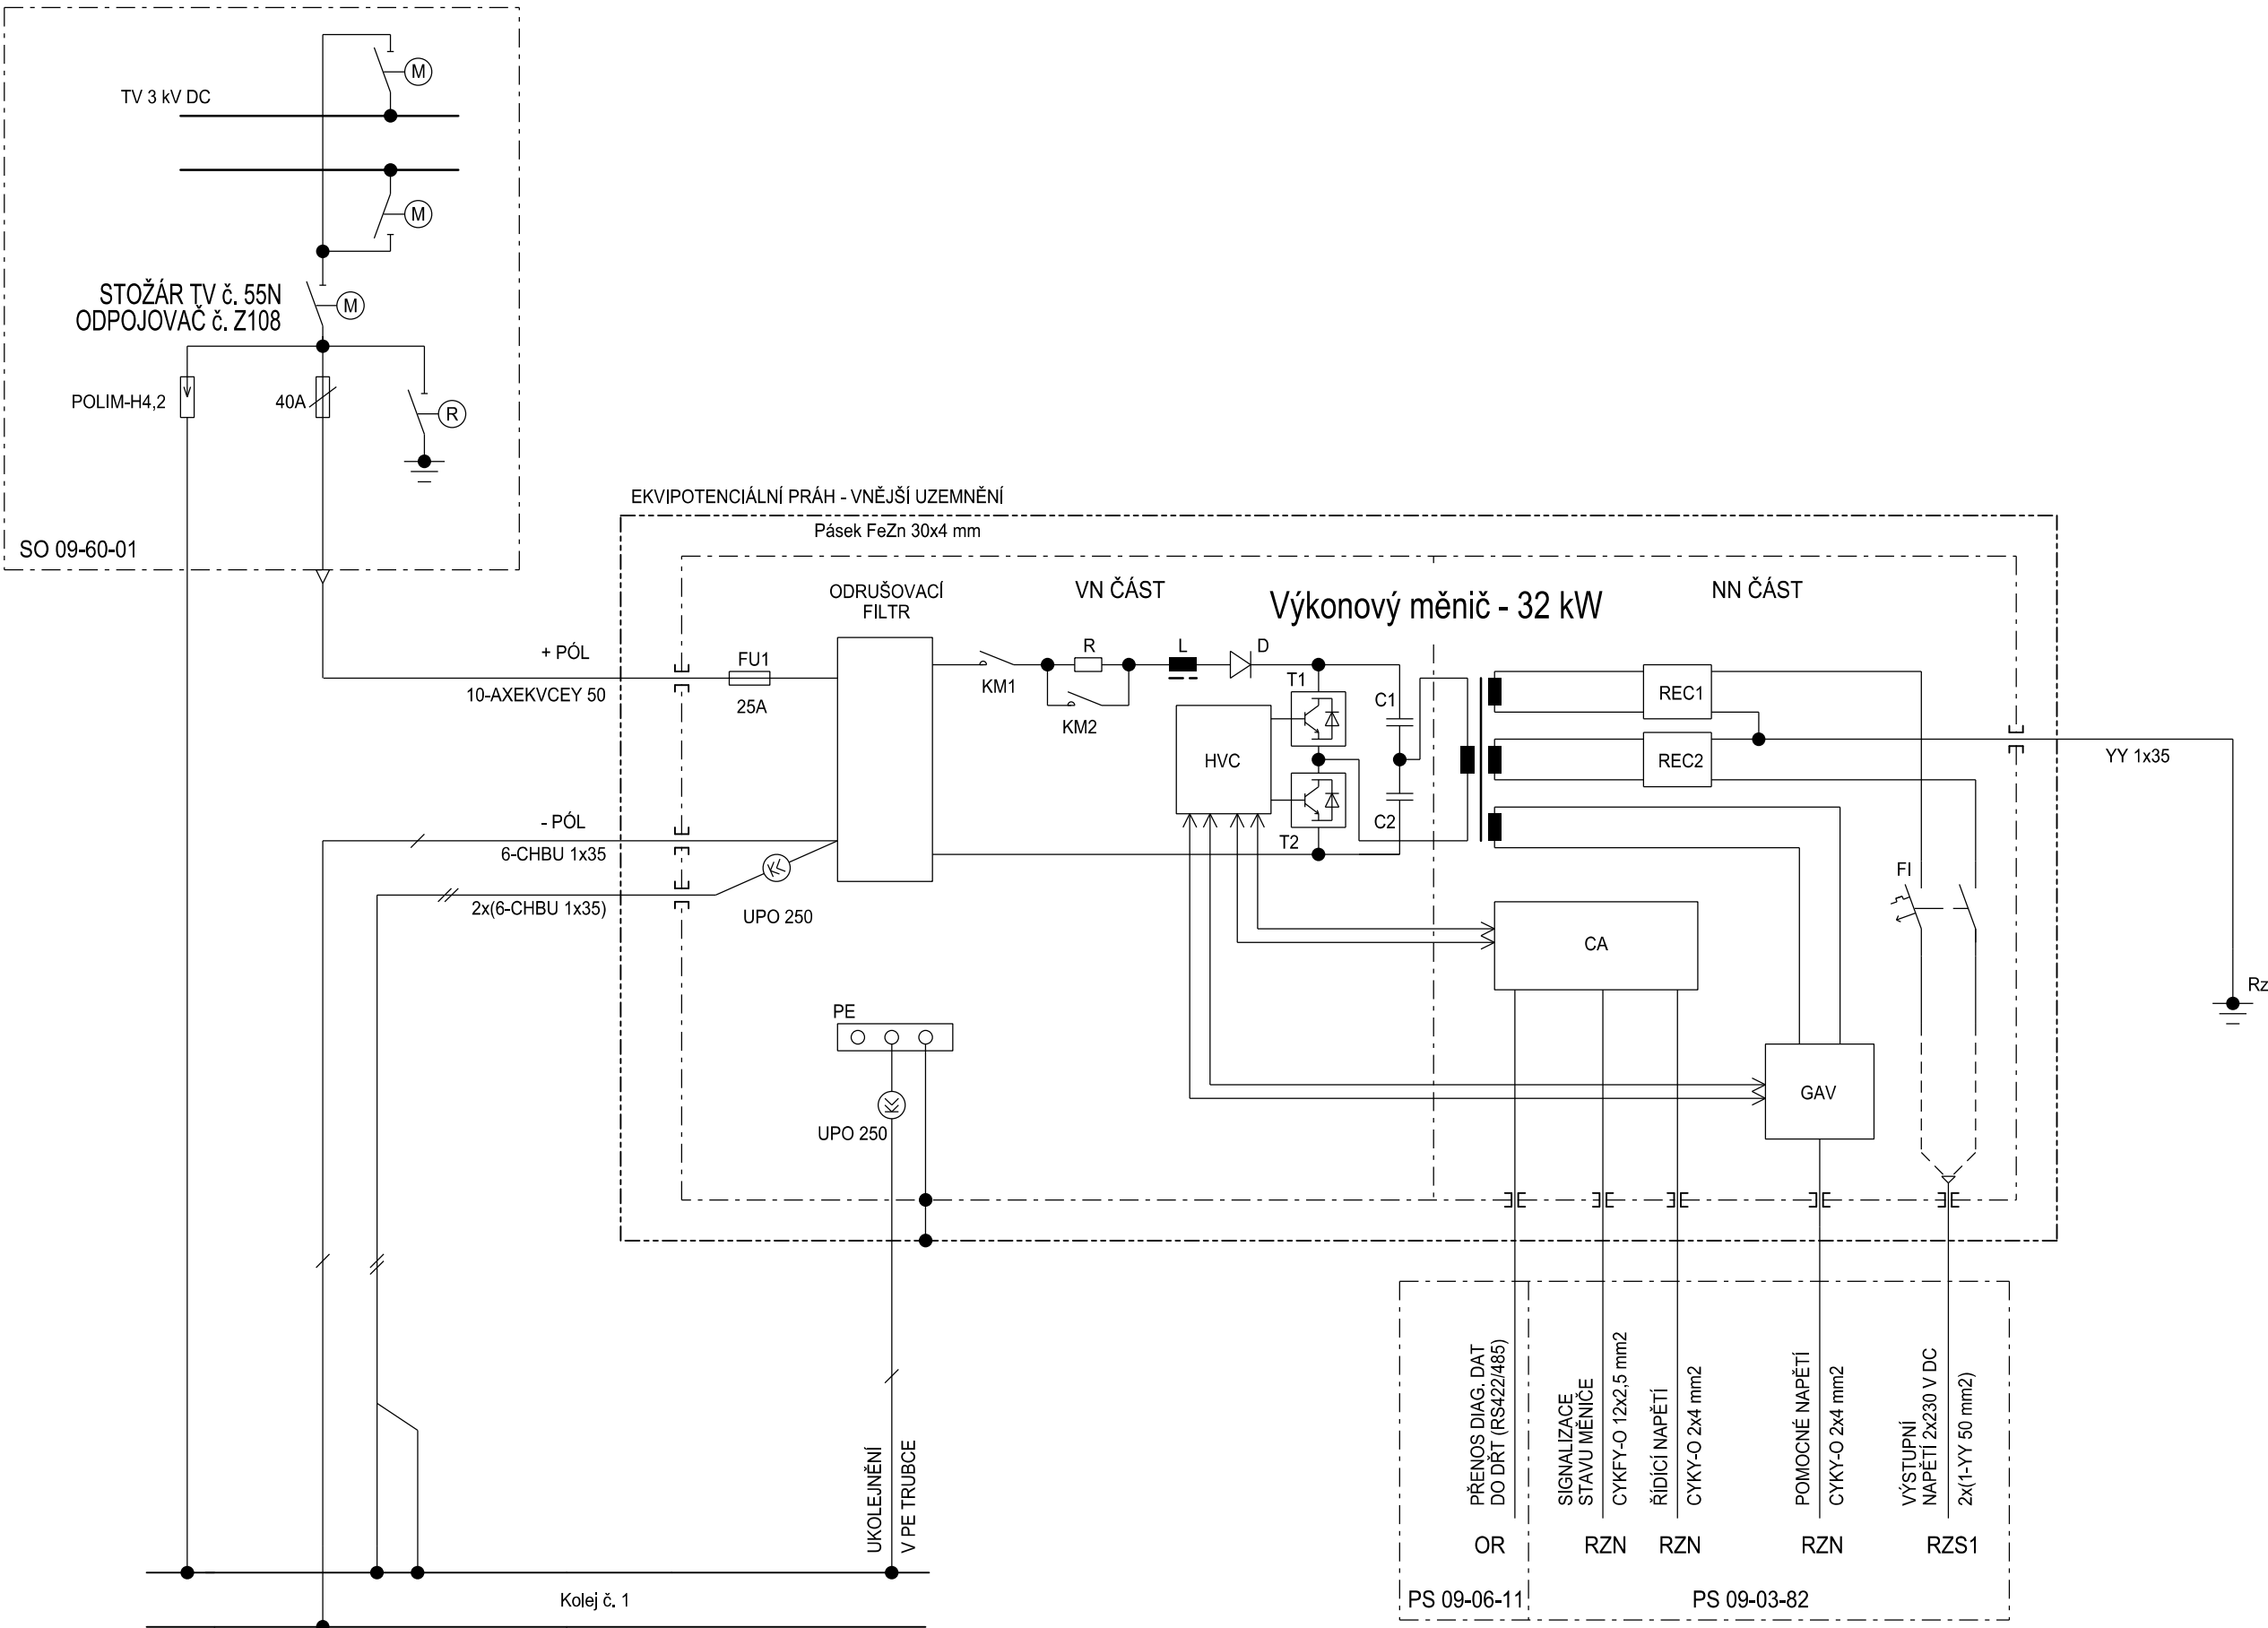 TV 3 kV DC
M
M
STOŽÁR TV č. 55N
ODPOJOVAČ č. Z108
M
POLIM-H4,2
40A
R
SO 09-60-01
EKVIPOTENCIÁLNÍ PRÁH - VNĚJŠÍ UZEMNĚNÍ
Pásek FeZn 30x4 mm
ODRUŠOVACÍ
FILTR
VN ČÁST
Výkonový měnič - 32 kW
NN ČÁST
+ PÓL
10-AXEKVCEY 50
FU1
25A
KM1
R
KM2
L
D
T1
C1
HVC
T2
C2
REC1
REC2
YY 1x35
- PÓL
6-CHBU 1x35
2x(6-CHBU 1x35)
UPO 250
FI
CA
Rz
PE
UPO 250
GAV
UKOLEJNĚNÍ
V PE TRUBCE
PŘENOS DIAG. DAT
DO DŘT (RS422/485)
SIGNALIZACE
STAVU MĚNIČE
CYKFY-O 12x2,5 mm2
ŘÍDÍCÍ NAPĚTÍ
CYKY-O 2x4 mm2
POMOCNÉ NAPĚTÍ
CYKY-O 2x4 mm2
VÝSTUPNÍ
NAPĚTÍ 2x230 V DC
2x(1-YY 50 mm2)
OR
RZN
RZN
RZN
RZS1
PS 09-06-11
PS 09-03-82
Kolej č. 1